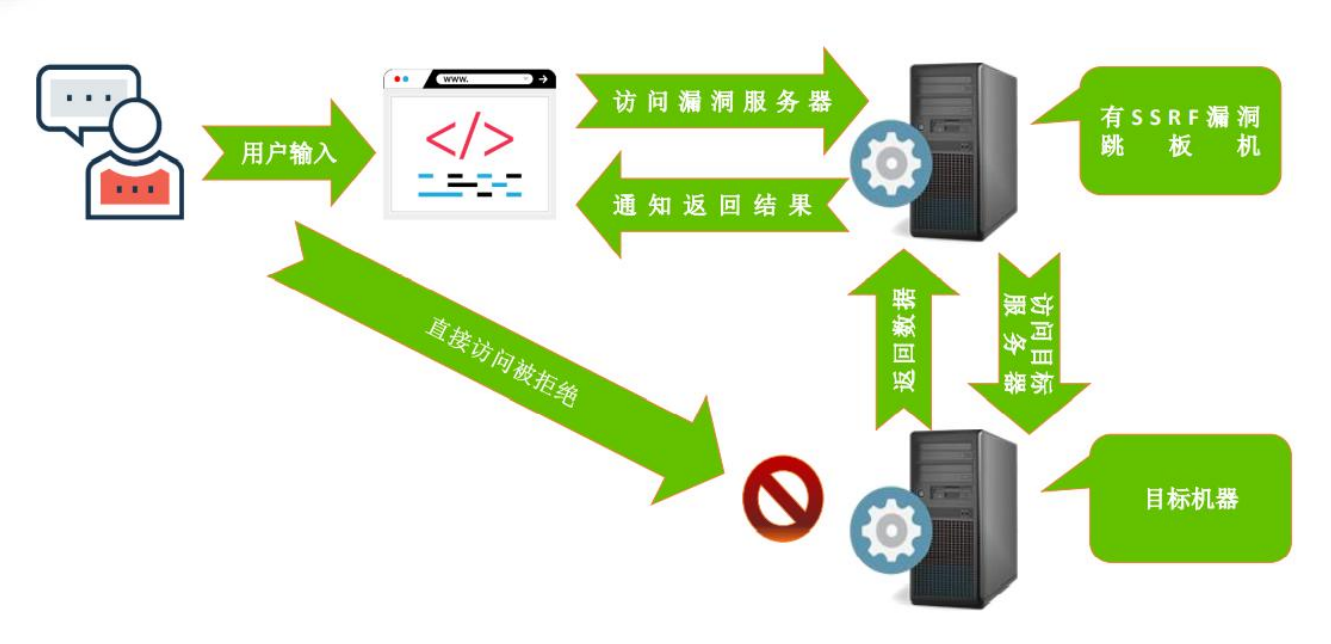 www.
</>
用户输入
访问漏洞服务器
通知返回结果
有SSRF漏洞
跳板机
直接访问被拒绝
返回数据
访问目标
服务器
目标机器